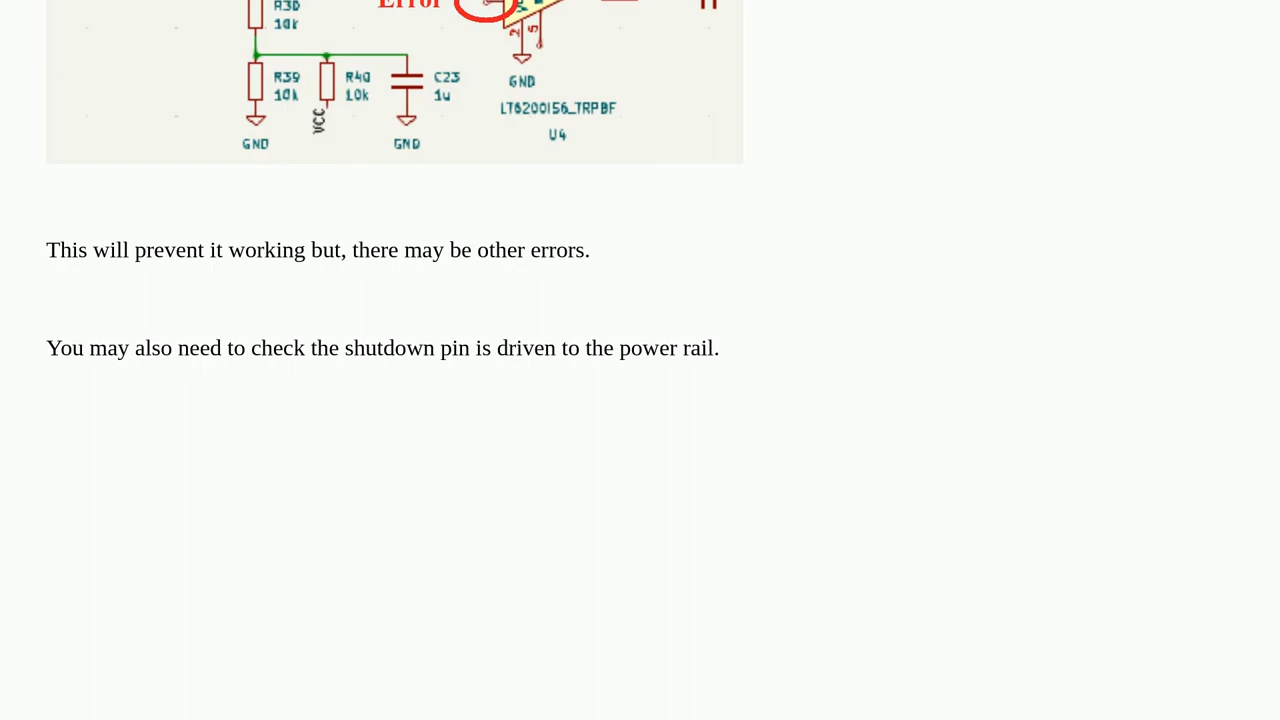 R38
10k
Error
2
5
R39
10k
R40
10k
C23
1u
VCC
GND
GND
GND
LT6200IS6_TRPBF
U4
This will prevent it working but, there may be other errors.
You may also need to check the shutdown pin is driven to the power rail.